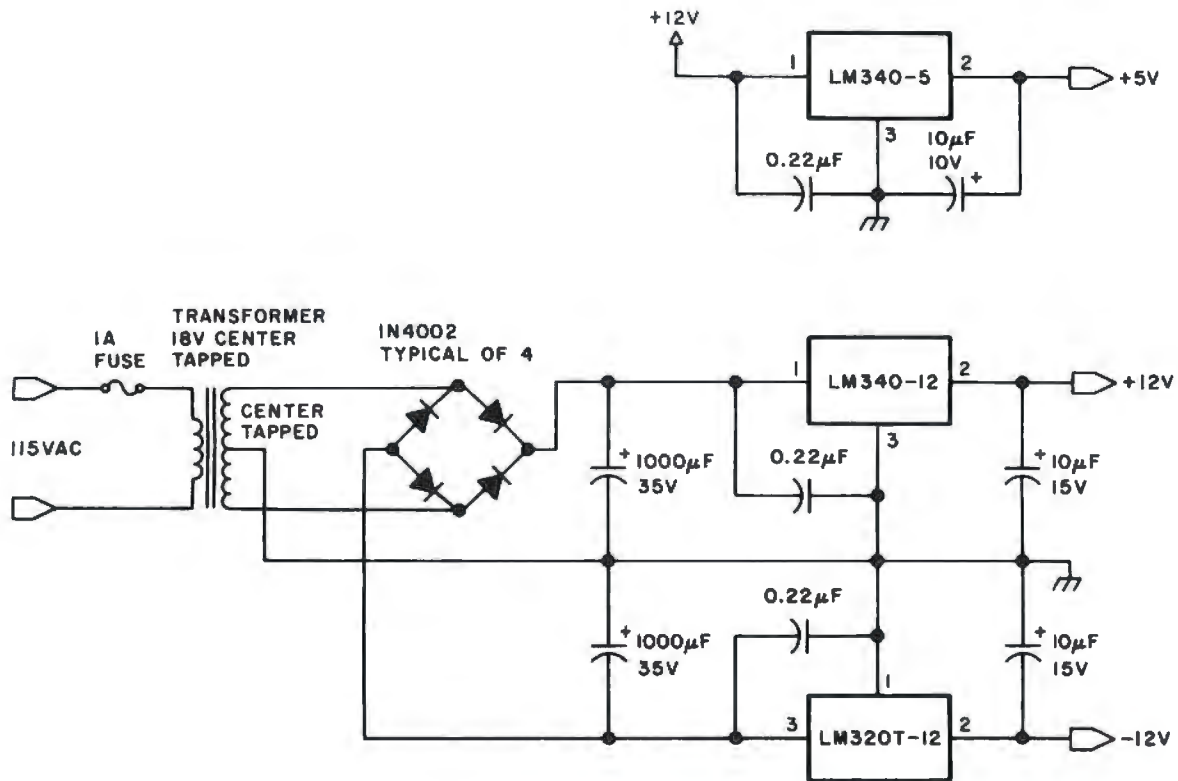 +12V
1
LM340-5
2
+5V
3
0.22µF
10µF
10V
+
1A
FUSE
TRANSFORMER
18V CENTER
TAPPED
1N4002
TYPICAL OF 4
CENTER
TAPPED
115VAC
1
LM340-12
2
+12V
3
+
1000µF
35V
0.22µF
+
10µF
15V
0.22µF
+
1000µF
35V
+
10µF
15V
1
3
LM320T-12
2
-12V